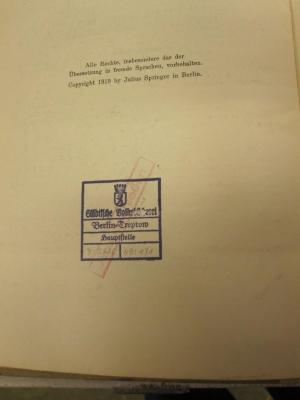 Alle Rechte, insbesondere das der
Übersetzung in fremde Sprachen, vorbehalten.
Copyright 1919 by Julius Springer in Berlin.
Städtische
Berlin-Treptow
Hauptstelle